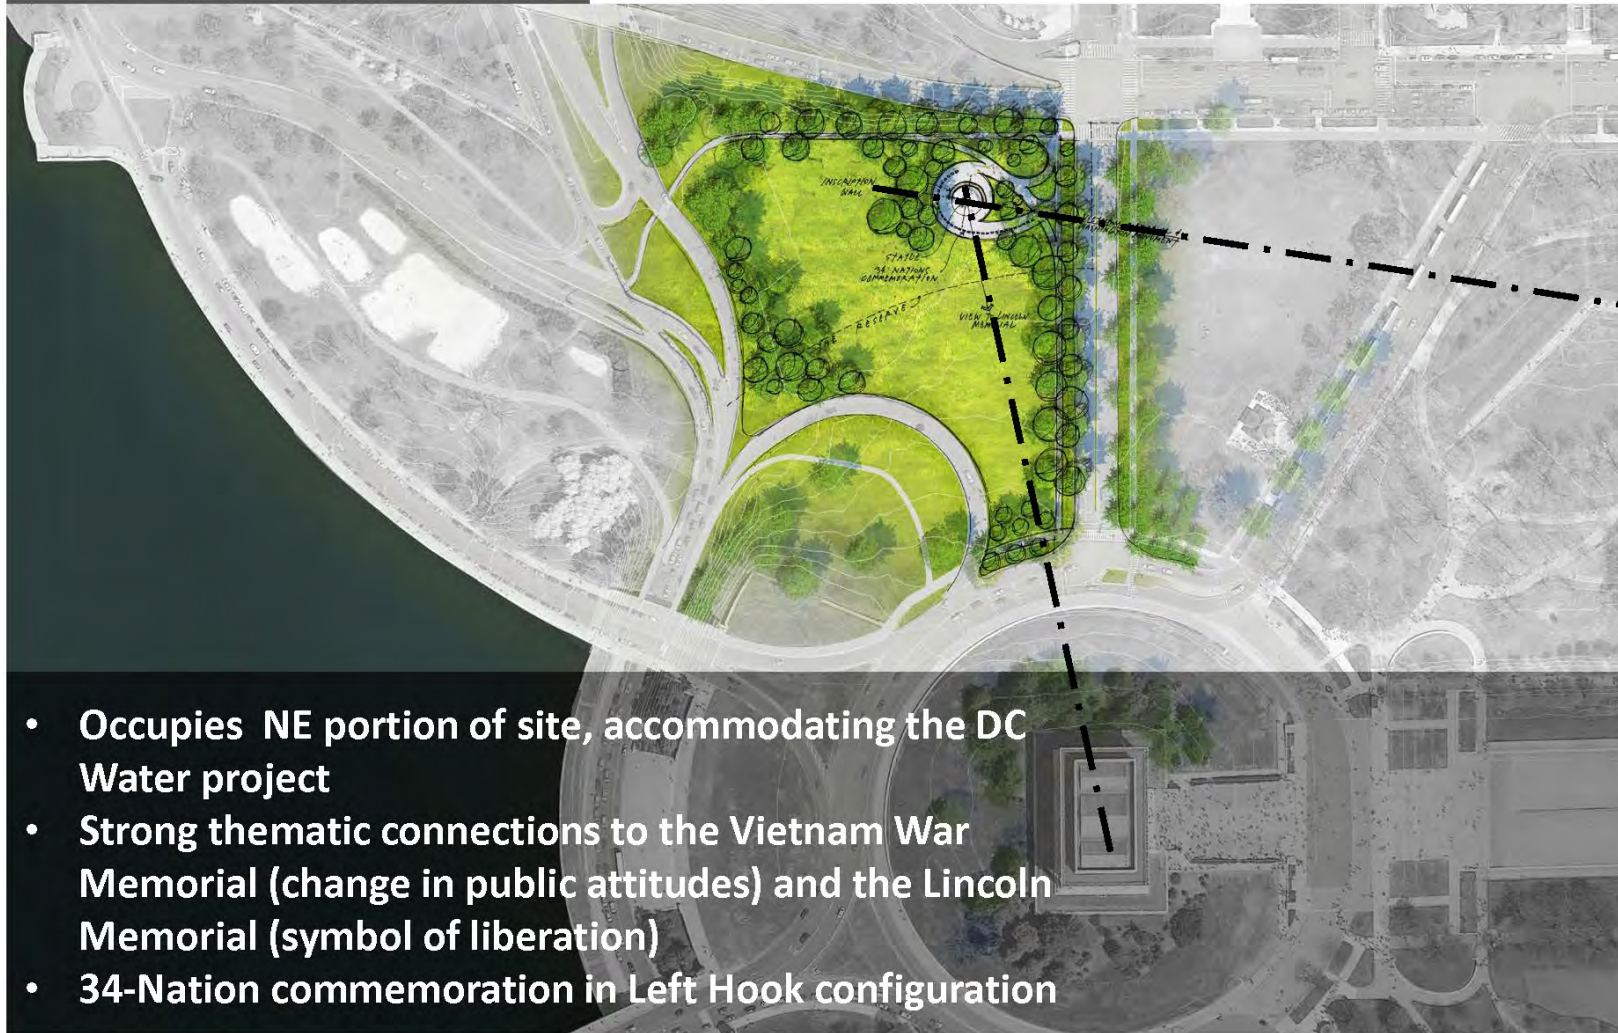 INSCRIPTION
WALL
STATUE
34 NATIONS
COMMEMORATION
RESERVE
VIEW TO LINCOLN
MEMORIAL
• Occupies NE portion of site, accommodating the DC
Water project
• Strong thematic connections to the Vietnam War
Memorial (change in public attitudes) and the Lincoln
Memorial (symbol of liberation)
• 34-Nation commemoration in Left Hook configuration